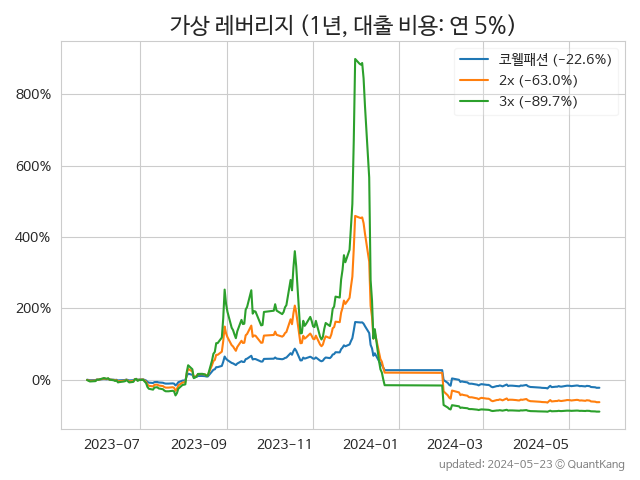 가상 레버리지 (1년, 대출 비용: 연 5%)
코웰패션 (−22.6%)
2x (−63.0%)
3x (−89.7%)
800%
600%
400%
200%
0%
2023-07 2023-09 2023-11 2024-01 2024-03 2024-05
updated: 2024-05-23 © QuantKang